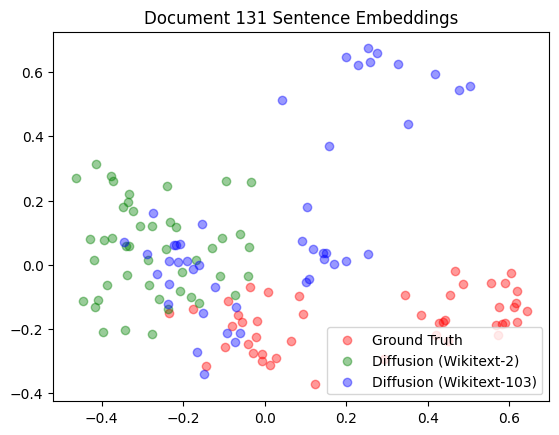 Document 131 Sentence Embeddings
0.6
0.4
0.2
0.0
−0.2
−0.4
Ground Truth
Diffusion (Wikitext-2)
Diffusion (Wikitext-103)
−0.4 −0.2 0.0 0.2 0.4 0.6